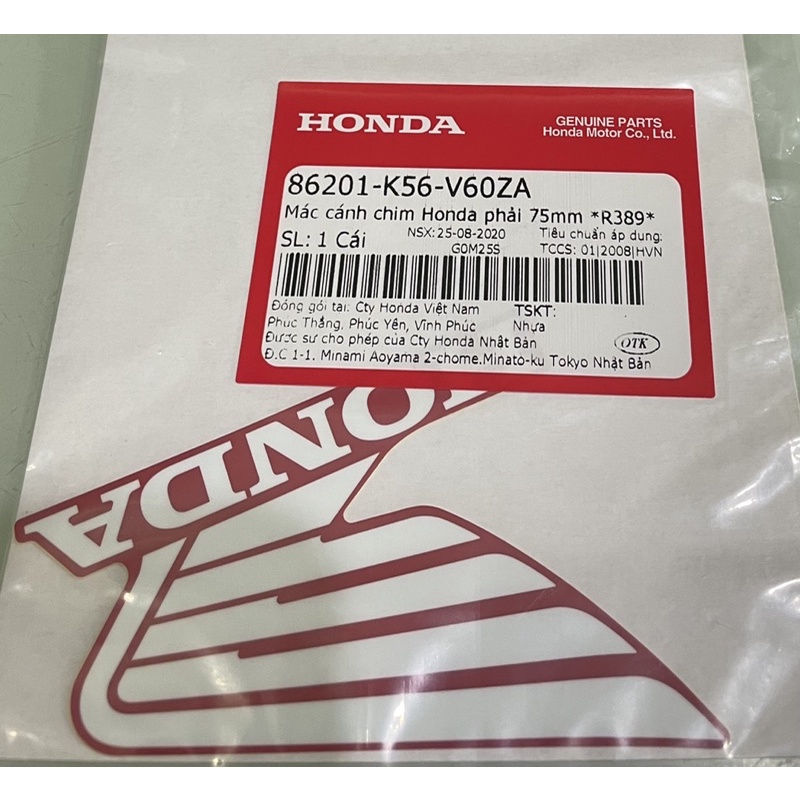 HONDA
GENUINE PARTS
Honda Motor Co., Ltd.
86201-K56-V60ZA
Mác cánh chim Honda phải 75mm *R389*
SL: 1 Cái
NSX: 25-08-2020
G0M25S
Tiêu chuẩn áp dụng:
TCCS: 01|2008|HVN
Đóng gói tại: Cty Honda Việt Nam
Phúc Thắng, Phúc Yên, Vĩnh Phúc
TSKT:
Nhựa
Được sự cho phép của Cty Honda Nhật Bản
Đ.C 1-1. Minami Aoyama 2-chome.Minato-ku Tokyo Nhật Bản
OTK
HONDA